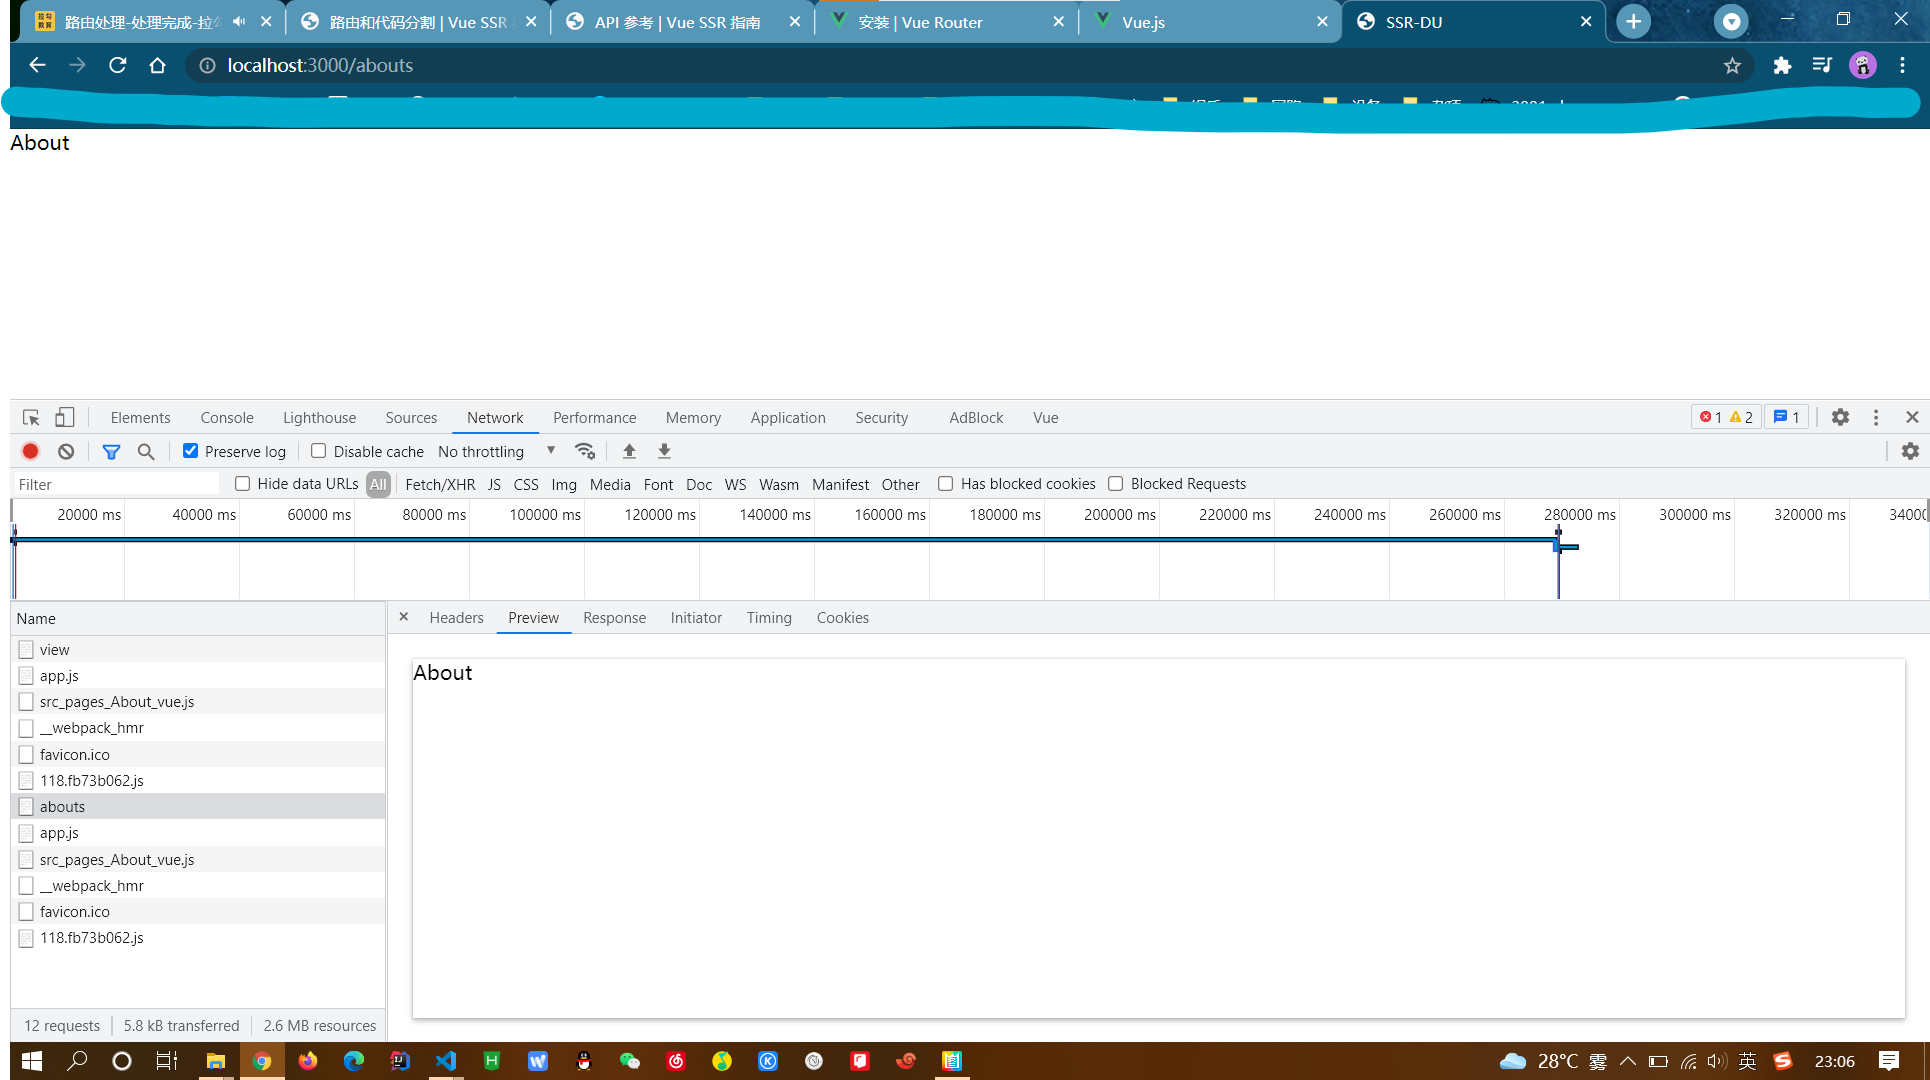 路由处理-处理完成-拉勾 路由和代码分割 | Vue SSR API 参考 | Vue SSR 指南 安装 | Vue Router Vue.js SSR-DU
localhost:3000/abouts
About
Elements Console Lighthouse Sources Network Performance Memory Application Security AdBlock Vue 1 2 1
Preserve log Disable cache No throttling
Filter Hide data URLs All Fetch/XHR JS CSS Img Media Font Doc WS Wasm Manifest Other Has blocked cookies Blocked Requests
20000 ms 40000 ms 60000 ms 80000 ms 100000 ms 120000 ms 140000 ms 160000 ms 180000 ms 200000 ms 220000 ms 240000 ms 260000 ms 280000 ms 300000 ms 320000 ms 34000
Name
view
app.js
src_pages_About_vue.js
__webpack_hmr
favicon.ico
118.fb73b062.js
abouts
app.js
src_pages_About_vue.js
__webpack_hmr
favicon.ico
118.fb73b062.js
12 requests 5.8 kB transferred 2.6 MB resources
Headers Preview Response Initiator Timing Cookies
About
28°C 雾 英 23:06